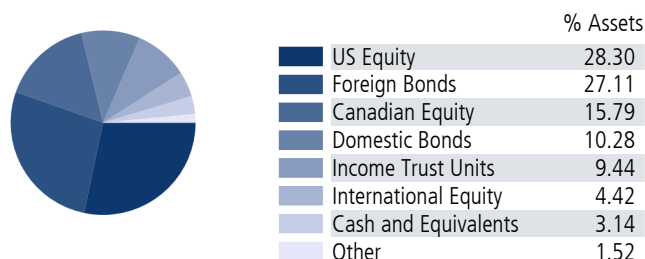 % Assets
US Equity 28.30
Foreign Bonds 27.11
Canadian Equity 15.79
Domestic Bonds 10.28
Income Trust Units 9.44
International Equity 4.42
Cash and Equivalents 3.14
Other 1.52